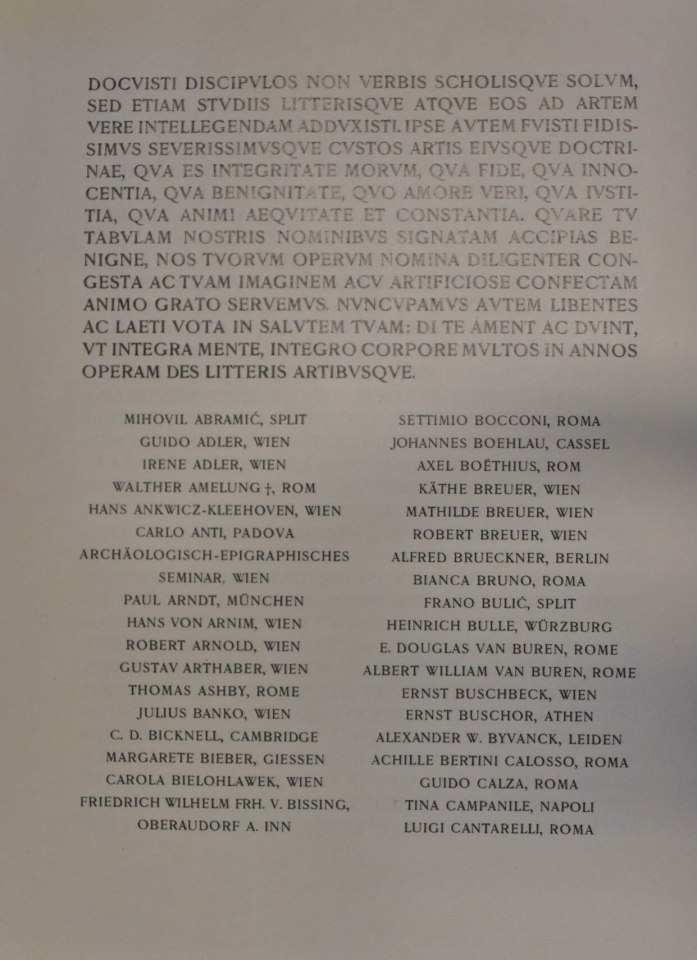 DOCVISTI DISCIPVLOS NON VERBIS SCHOLISQVE SOLVM,
SED ETIAM STVDIIS LITTERISQVE ATQVE EOS AD ARTEM
VERE INTELLEGENDAM ADDVXISTI. IPSE AVTEM FVISTI FIDIS-
SIMVS SEVERISSIMVSQVE CVSTOS ARTIS EIVSQVE DOCTRI-
NAE, QVA ES INTEGRITATE MORVM, QVA FIDE, QVA INNO-
CENTIA, QVA BENIGNITATE, QVO AMORE VERI, QVA IVSTI-
TIA, QVA ANIMI AEQVITATE ET CONSTANTIA. QVARE TV
TABVLAM NOSTRIS NOMINIBVS SIGNATAM ACCIPIAS BE-
NIGNE, NOS TVORVM OPERVM NOMINA DILIGENTER CON-
GESTA AC TVAM IMAGINEM ACV ARTIFICIOSE CONFECTAM
ANIMO GRATO SERVEMVS. NVNCVPAMVS AVTEM LIBENTES
AC LAETI VOTA IN SALVTEM TVAM: DI TE AMENT AC DVINT,
VT INTEGRA MENTE, INTEGRO CORPORE MVLTOS IN ANNOS
OPERAM DES LITTERIS ARTIBVSQVE.
MIHOVIL ABRAMIĆ, SPLIT
GUIDO ADLER, WIEN
IRENE ADLER, WIEN
WALTHER AMELUNG †, ROM
HANS ANKWICZ-KLEEHOVEN, WIEN
CARLO ANTI, PADOVA
ARCHÄOLOGISCH-EPIGRAPHISCHES
SEMINAR, WIEN
PAUL ARNDT, MÜNCHEN
HANS VON ARNIM, WIEN
ROBERT ARNOLD, WIEN
GUSTAV ARTHABER, WIEN
THOMAS ASHBY, ROME
JULIUS BANKO, WIEN
C. D. BICKNELL, CAMBRIDGE
MARGARETE BIEBER, GIESSEN
CAROLA BIELOHLAWEK, WIEN
FRIEDRICH WILHELM FRH. V. BISSING,
OBERAUDORF A. INN
SETTIMIO BOCCONI, ROMA
JOHANNES BOEHLAU, CASSEL
AXEL BOËTHIUS, ROM
KÄTHE BREUER, WIEN
MATHILDE BREUER, WIEN
ROBERT BREUER, WIEN
ALFRED BRUECKNER, BERLIN
BIANCA BRUNO, ROMA
FRANO BULIĆ, SPLIT
HEINRICH BULLE, WÜRZBURG
E. DOUGLAS VAN BUREN, ROME
ALBERT WILLIAM VAN BUREN, ROME
ERNST BUSCHBECK, WIEN
ERNST BUSCHOR, ATHEN
ALEXANDER W. BYVANCK, LEIDEN
ACHILLE BERTINI CALOSSO, ROMA
GUIDO CALZA, ROMA
TINA CAMPANILE, NAPOLI
LUIGI CANTARELLI, ROMA